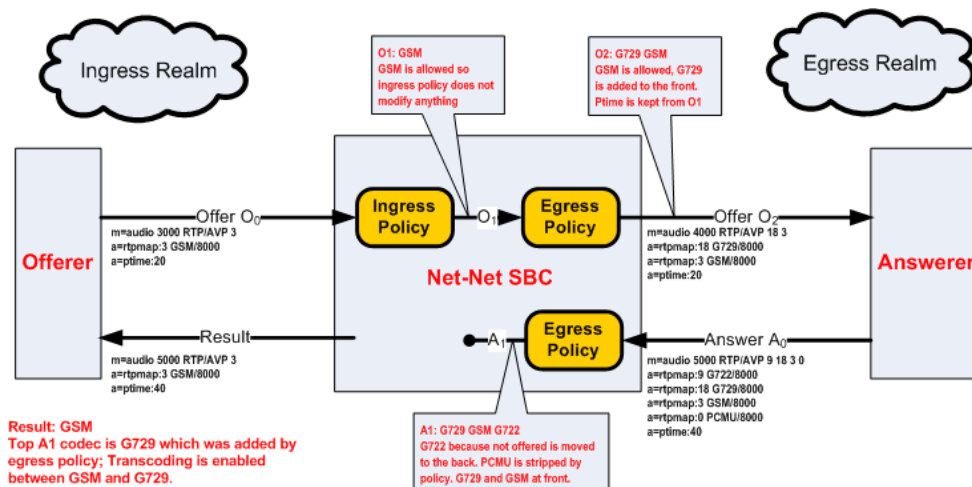 Ingress Realm
Egress Realm
O1: GSM
GSM is allowed so
ingress policy does not
modify anything
O2: G729 GSM
GSM is allowed, G729
is added to the front.
Ptime is kept from O1
Offerer
Offer O0
m=audio 3000 RTP/AVP 3
a=rtpmap:3 GSM/8000
a=ptime:20
Ingress
Policy
O1
Egress
Policy
Offer O2
m=audio 4000 RTP/AVP 18 3
a=rtpmap:18 G729/8000
a=rtpmap:3 GSM/8000
a=ptime:20
Answerer
Net-Net SBC
Result
m=audio 5000 RTP/AVP 3
a=rtpmap:3 GSM/8000
a=ptime:40
A1
Egress
Policy
Answer A0
m=audio 5000 RTP/AVP 9 18 3 0
a=rtpmap:9 G722/8000
a=rtpmap:18 G729/8000
a=rtpmap:3 GSM/8000
a=rtpmap:0 PCMU/8000
a=ptime:40
Result: GSM
Top A1 codec is G729 which was added by
egress policy; Transcoding is enabled
between GSM and G729.
A1: G729 GSM G722
G722 because not offered is moved
to the back. PCMU is stripped by
policy. G729 and GSM at front.